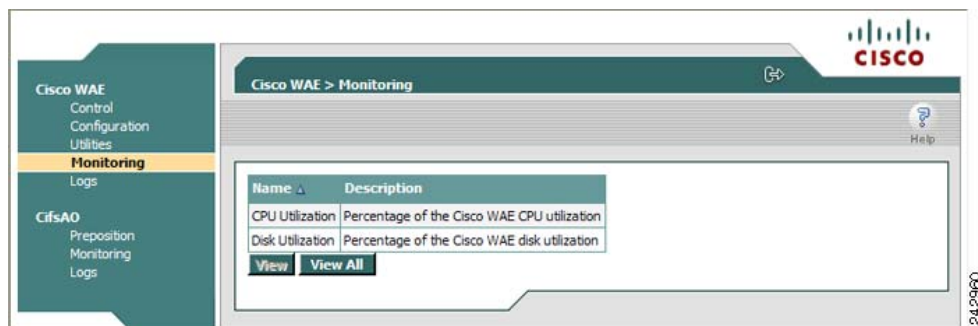 CISCO
Cisco WAE
Control
Configuration
Utilities
Monitoring
Logs
CifsAO
Preposition
Monitoring
Logs
Cisco WAE > Monitoring
Help
Name Description
CPU Utilization Percentage of the Cisco WAE CPU utilization
Disk Utilization Percentage of the Cisco WAE disk utilization
View View All
242960